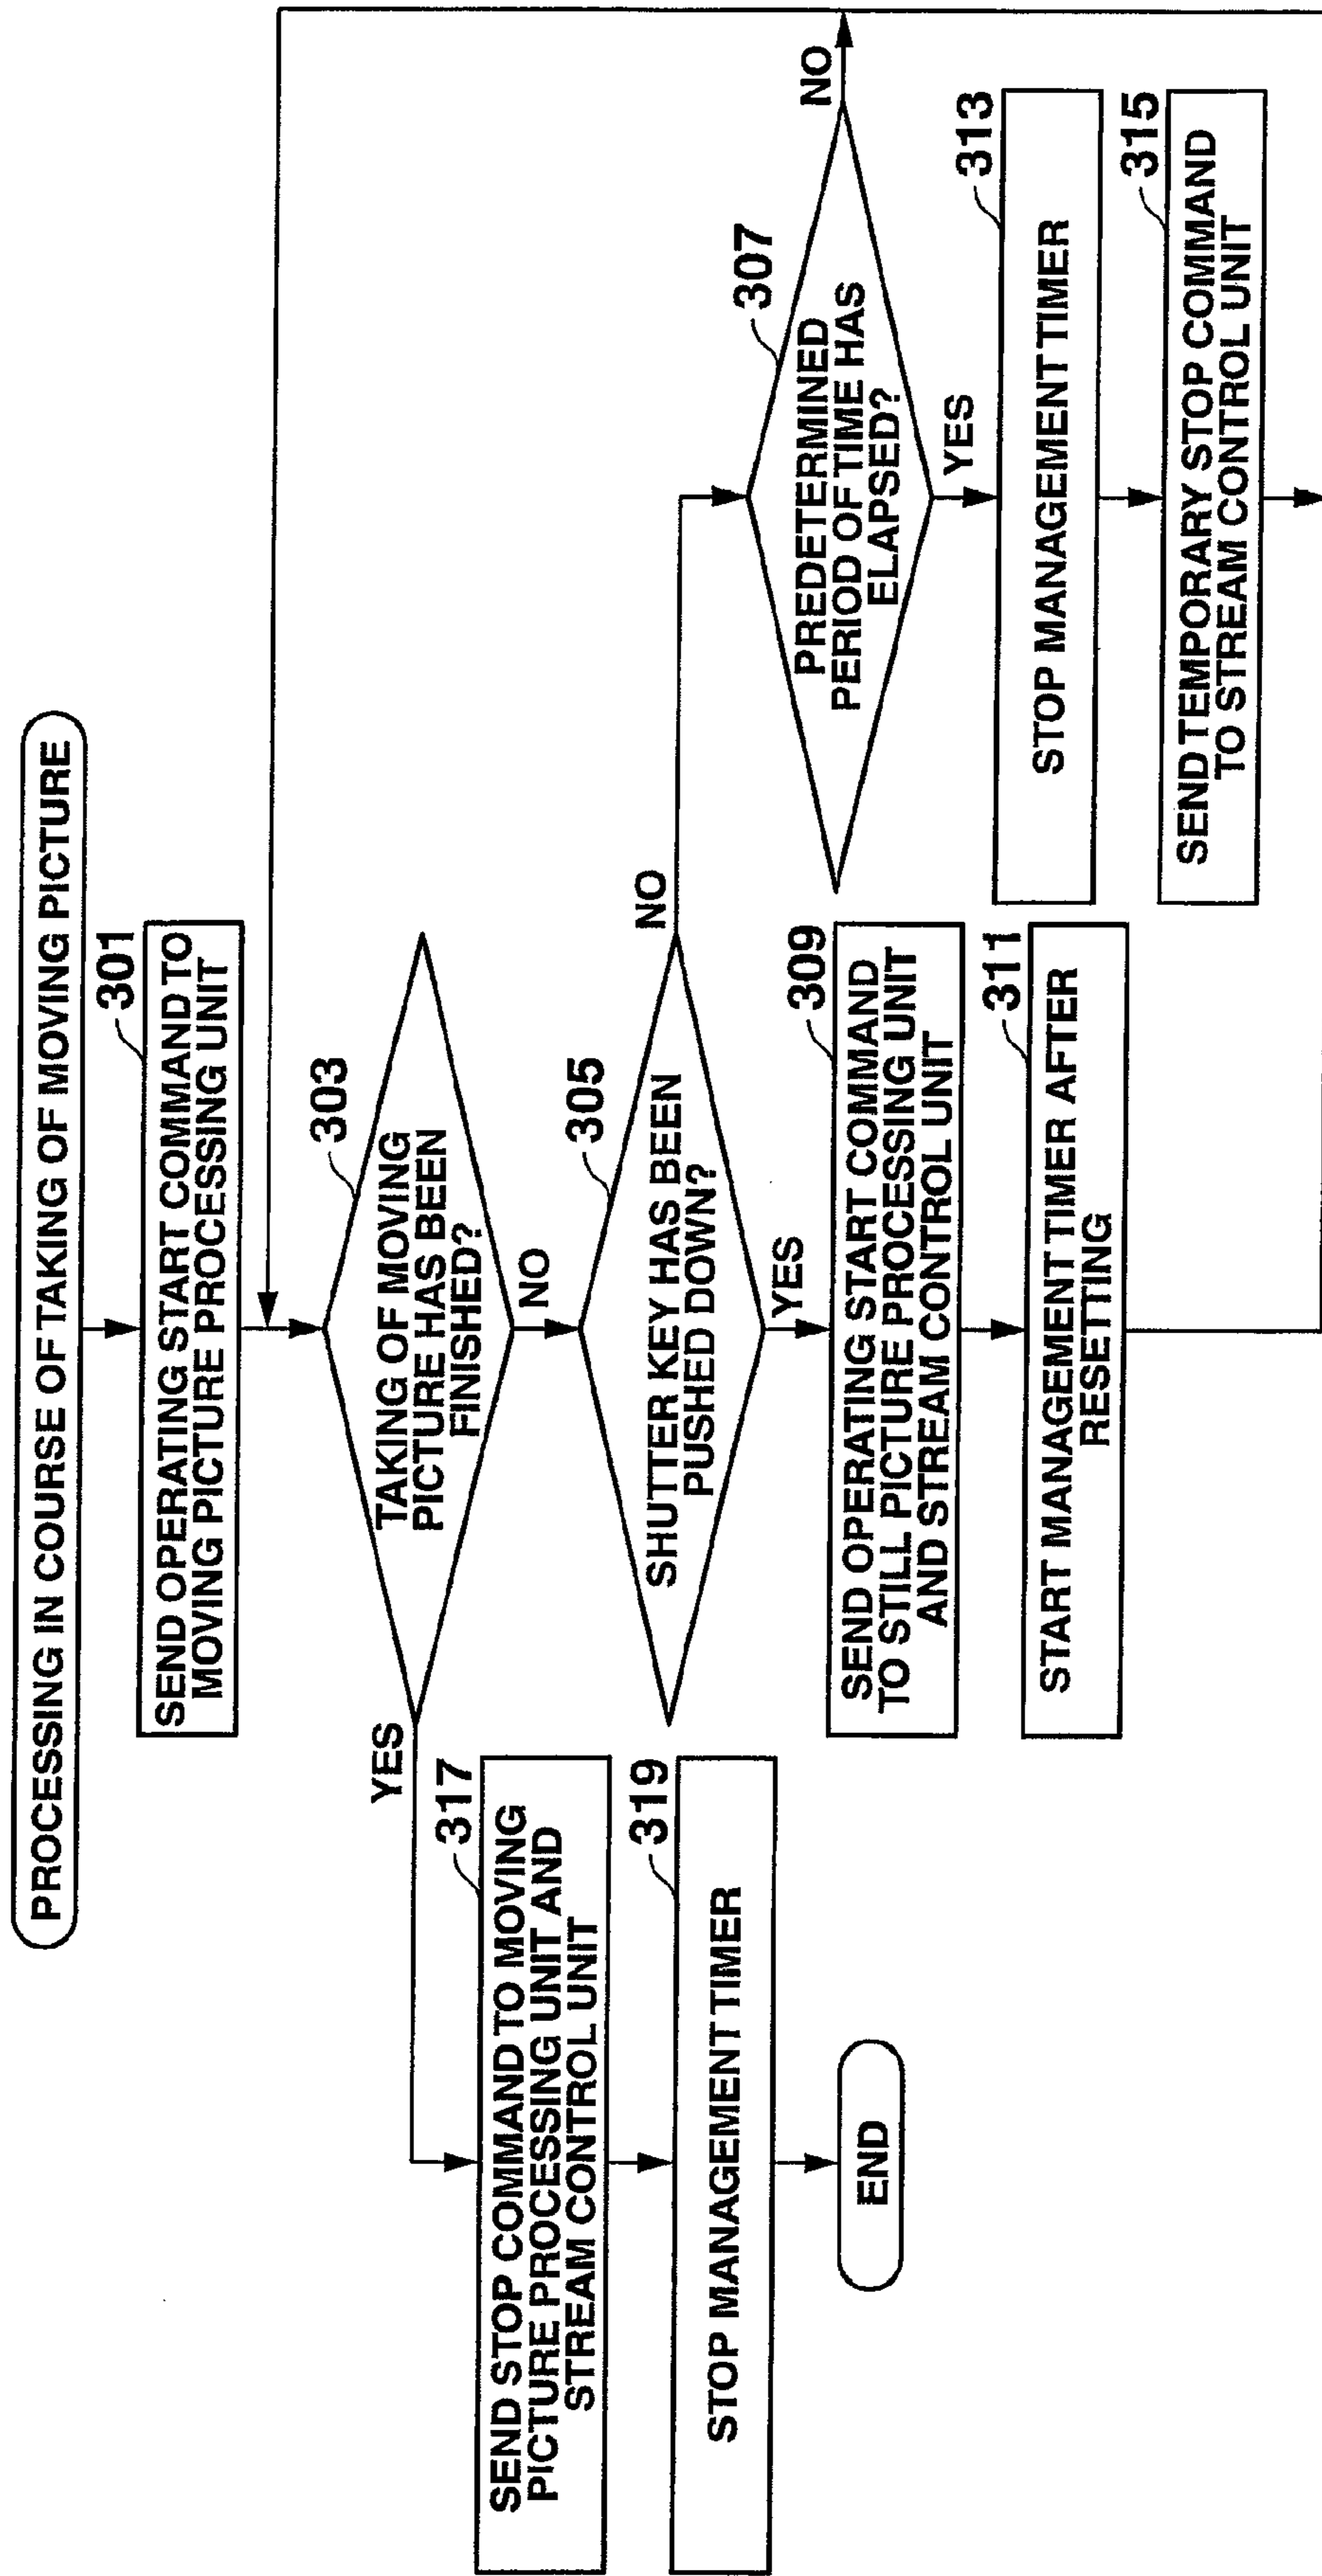 PROCESSING IN COURSE OF TAKING OF MOVING PICTURE
301
SEND OPERATING START COMMAND TO
MOVING PICTURE PROCESSING UNIT
303
TAKING OF MOVING
PICTURE HAS BEEN
FINISHED?
YES
NO
305
SHUTTER KEY HAS BEEN
PUSHED DOWN?
NO
YES
307
PREDETERMINED
PERIOD OF TIME HAS
ELAPSED?
NO
YES
309
SEND OPERATING START COMMAND
TO STILL PICTURE PROCESSING UNIT
AND STREAM CONTROL UNIT
311
START MANAGEMENT TIMER AFTER
RESETTING
313
STOP MANAGEMENT TIMER
315
SEND TEMPORARY STOP COMMAND
TO STREAM CONTROL UNIT
317
SEND STOP COMMAND TO MOVING
PICTURE PROCESSING UNIT AND
STREAM CONTROL UNIT
319
STOP MANAGEMENT TIMER
END